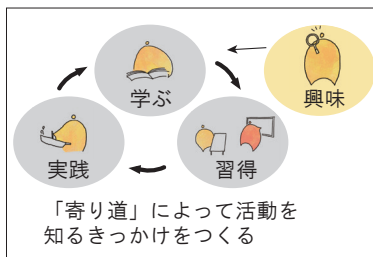 学ぶ
興味
実践
習得
「寄り道」によって活動を
知るきっかけをつくる